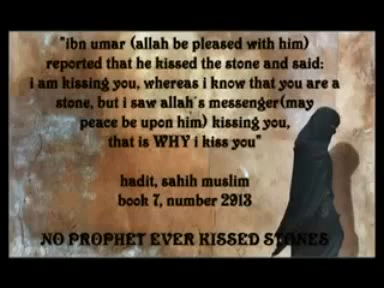 "ibn umar (allah be pleased with him)
reported that he kissed the stone and said:
i am kissing you, whereas i know that you are a
stone, but i saw allah´s messenger(may
peace be upon him) kissing you,
that is WHY i kiss you"
hadit, sahih muslim
book 7, number 2913
NO PROPHET EVER KISSED STONES